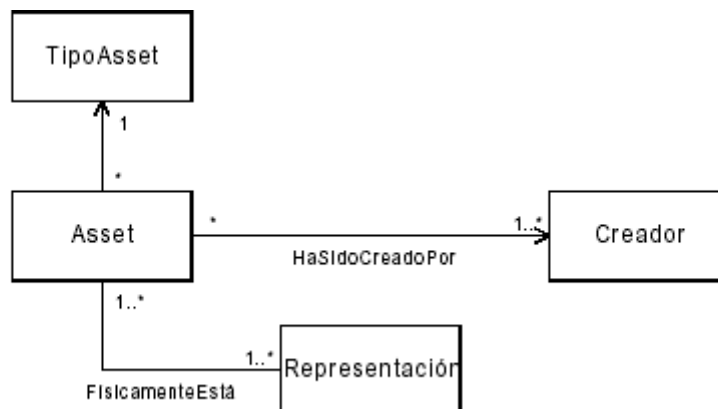 TipoAsset
1
*
Asset
*
1..*
Creador
HaSidoCreadoPor
1..*
1..*
Representación
FisicamenteEstá